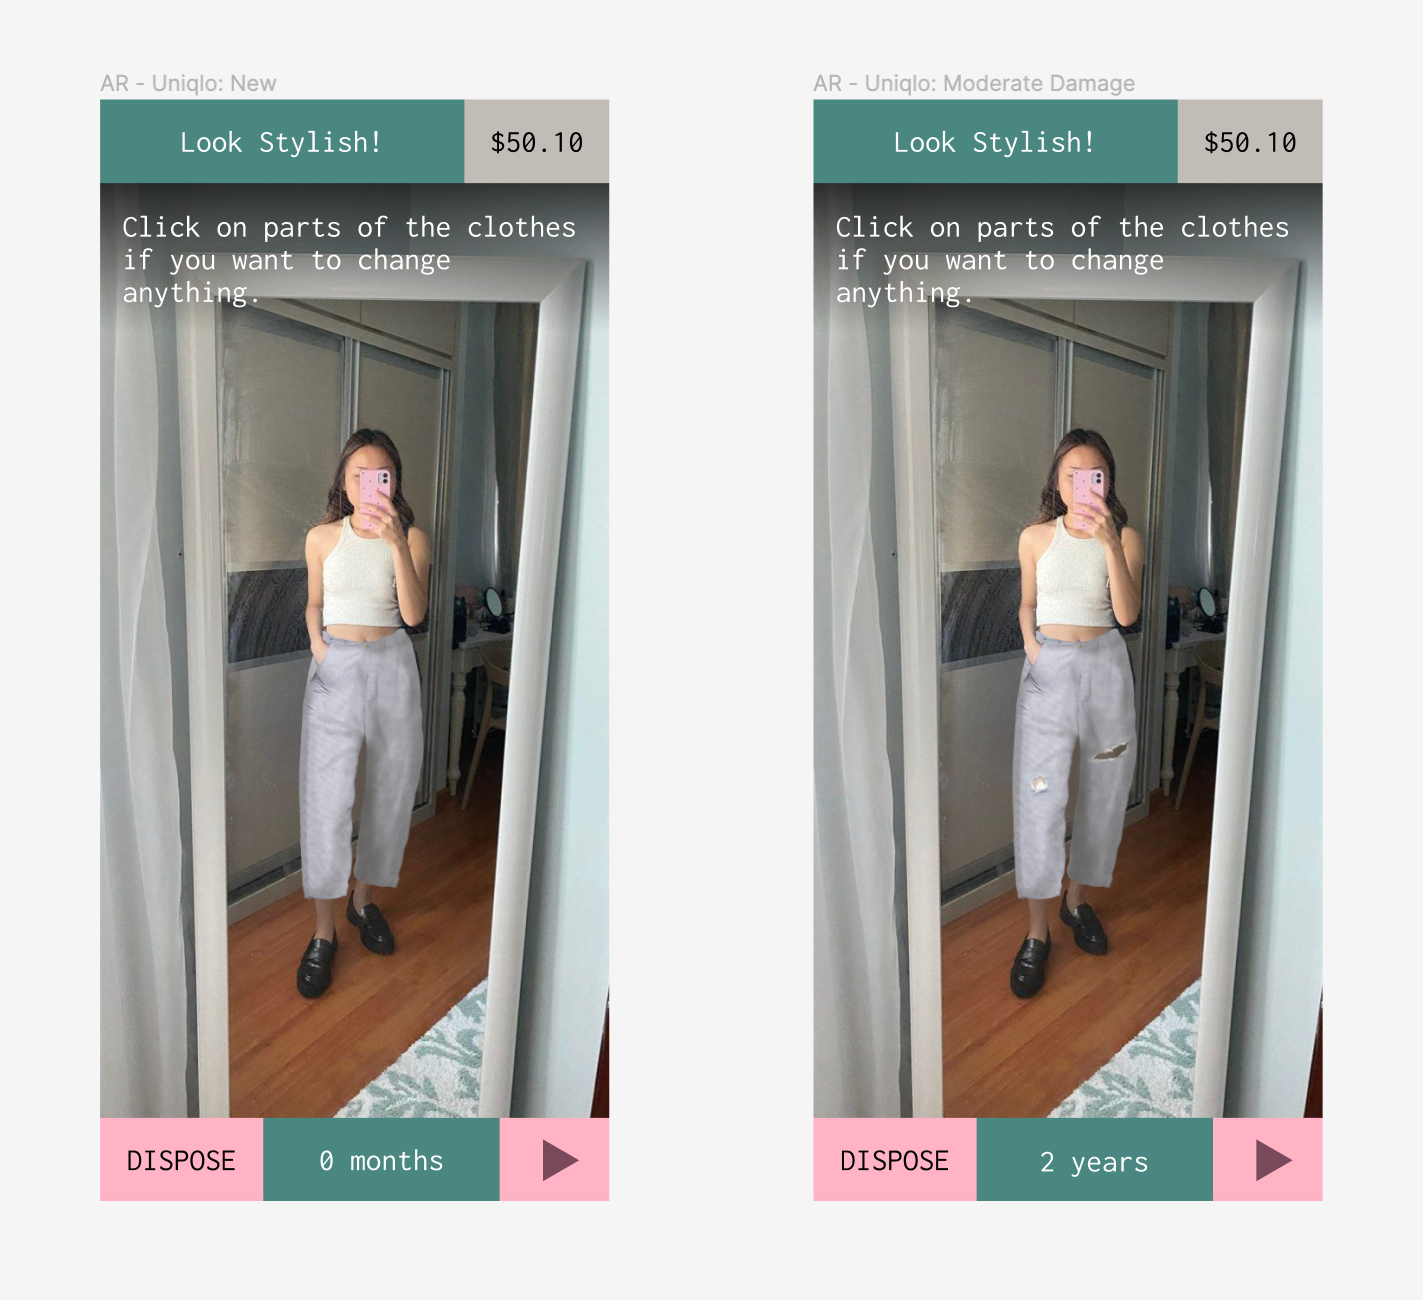 AR - Uniqlo: New
Look Stylish!
$50.10
Click on parts of the clothes
if you want to change
anything.
DISPOSE
0 months
AR - Uniqlo: Moderate Damage
Look Stylish!
$50.10
Click on parts of the clothes
if you want to change
anything.
DISPOSE
2 years